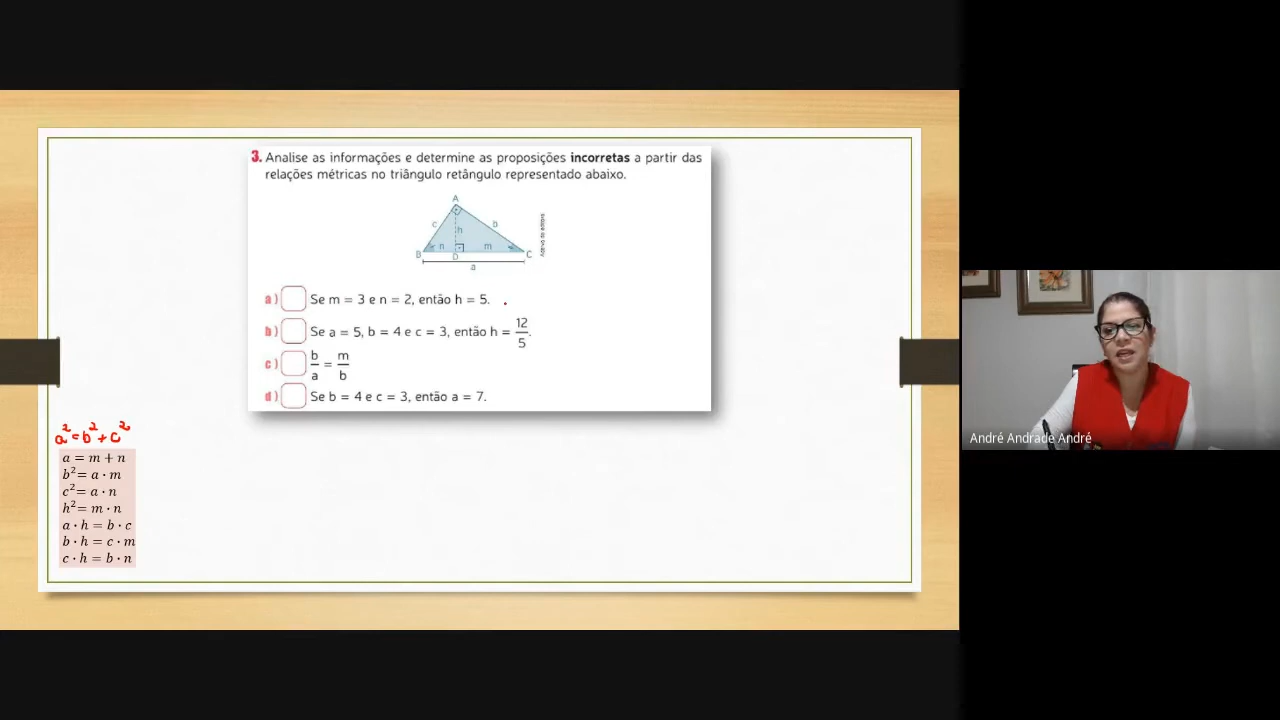 3. Analise as informações e determine as proposições incorretas a partir das
relações métricas no triângulo retângulo representado abaixo.
A
c
b
h
n
m
B
D
C
a
a) Se m = 3 e n = 2, então h = 5.
b) Se a = 5, b = 4 e c = 3, então h = 12/5.
c) b/a = m/b
d) Se b = 4 e c = 3, então a = 7.
a² = b² + c²
a = m + n
b² = a · m
c² = a · n
h² = m · n
a · h = b · c
b · h = c · m
c · h = b · n
André Andrade André